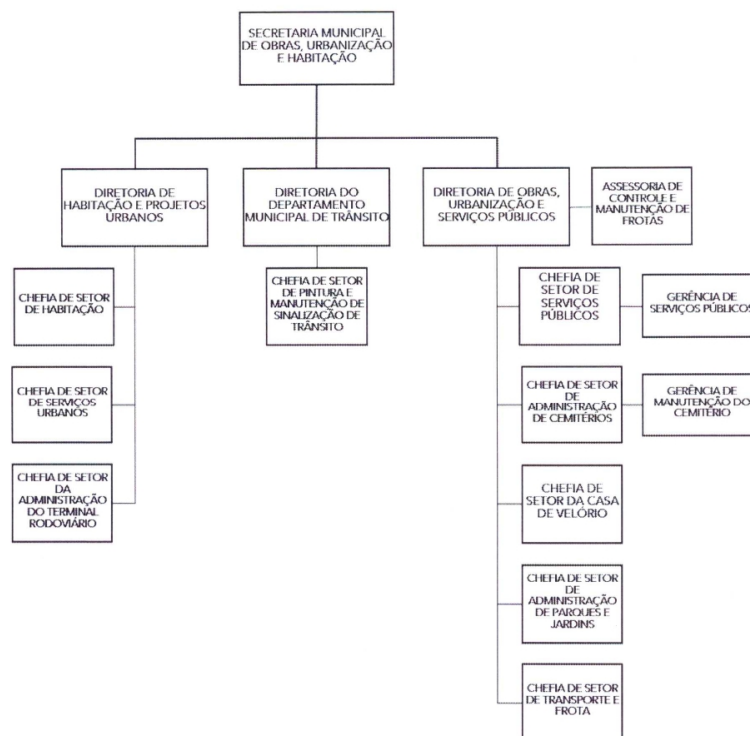 SECRETARIA MUNICIPAL
DE OBRAS, URBANIZAÇÃO
E HABITAÇÃO
DIRETORIA DE
HABITAÇÃO E PROJETOS
URBANOS
DIRETORIA DO
DEPARTAMENTO
MUNICIPAL DE TRÂNSITO
DIRETORIA DE OBRAS,
URBANIZAÇÃO E
SERVIÇOS PÚBLICOS
ASSESSORIA DE
CONTROLE E
MANUTENÇÃO DE
FROTAS
CHEFIA DE SETOR
DE HABITAÇÃO
CHEFIA DE SETOR
DE PINTURA E
MANUTENÇÃO DE
SINALIZAÇÃO DE
TRÂNSITO
CHEFIA DE
SETOR DE
SERVIÇOS
PÚBLICOS
GERÊNCIA DE
SERVIÇOS PÚBLICOS
CHEFIA DE SETOR
DE SERVIÇOS
URBANOS
CHEFIA DE SETOR
DE
ADMINISTRAÇÃO
DE CEMITÉRIOS
GERÊNCIA DE
MANUTENÇÃO DO
CEMITÉRIO
CHEFIA DE SETOR
DA
ADMINISTRAÇÃO
DO TERMINAL
RODOVIÁRIO
CHEFIA DE
SETOR DA CASA
DE VELÓRIO
CHEFIA DE SETOR
DE
ADMINISTRAÇÃO
DE PARQUES E
JARDINS
CHEFIA DE SETOR
DE TRANSPORTE E
FROTA